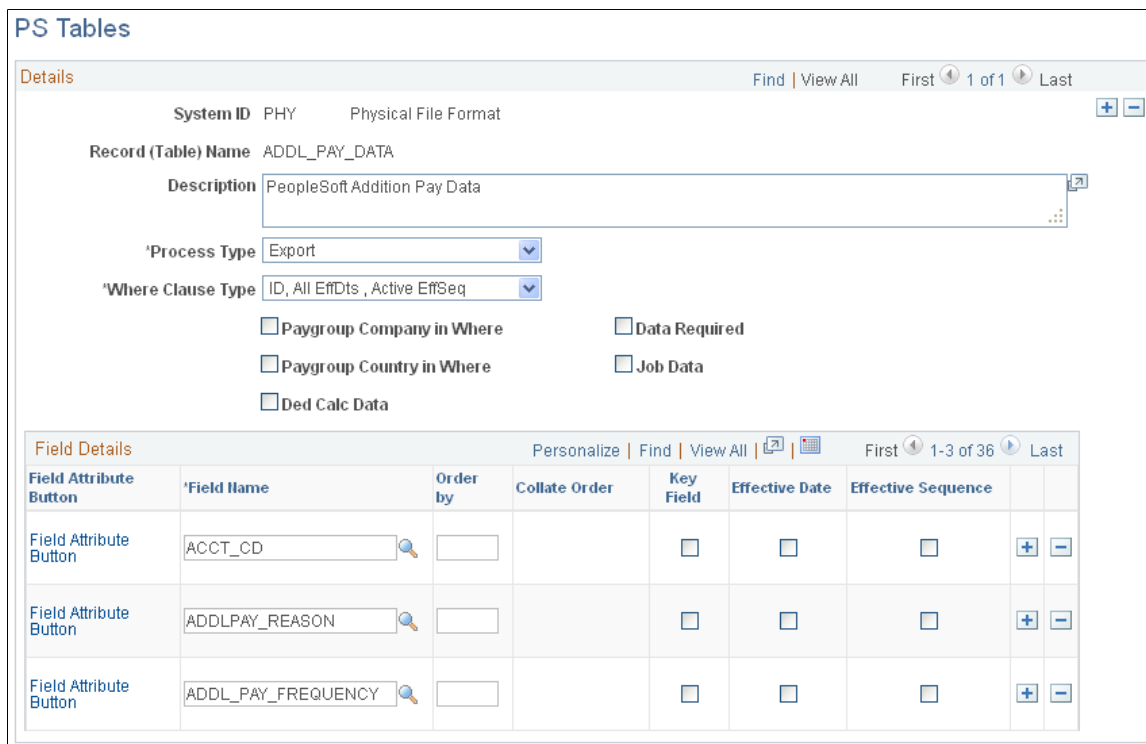 PS Tables
Details Find | View All First 1 of 1 Last
System ID PHY Physical File Format
Record (Table) Name ADDL_PAY_DATA
Description PeopleSoft Addition Pay Data
*Process Type Export
*Where Clause Type ID, All EffDts , Active EffSeq
Paygroup Company in Where Data Required
Paygroup Country in Where Job Data
Ded Calc Data
Field Details Personalize | Find | View All | | First 1-3 of 36 Last
Field Attribute Button *Field Name Order by Collate Order Key Field Effective Date Effective Sequence
Field Attribute Button ACCT_CD
Field Attribute Button ADDLPAY_REASON
Field Attribute Button ADDL_PAY_FREQUENCY